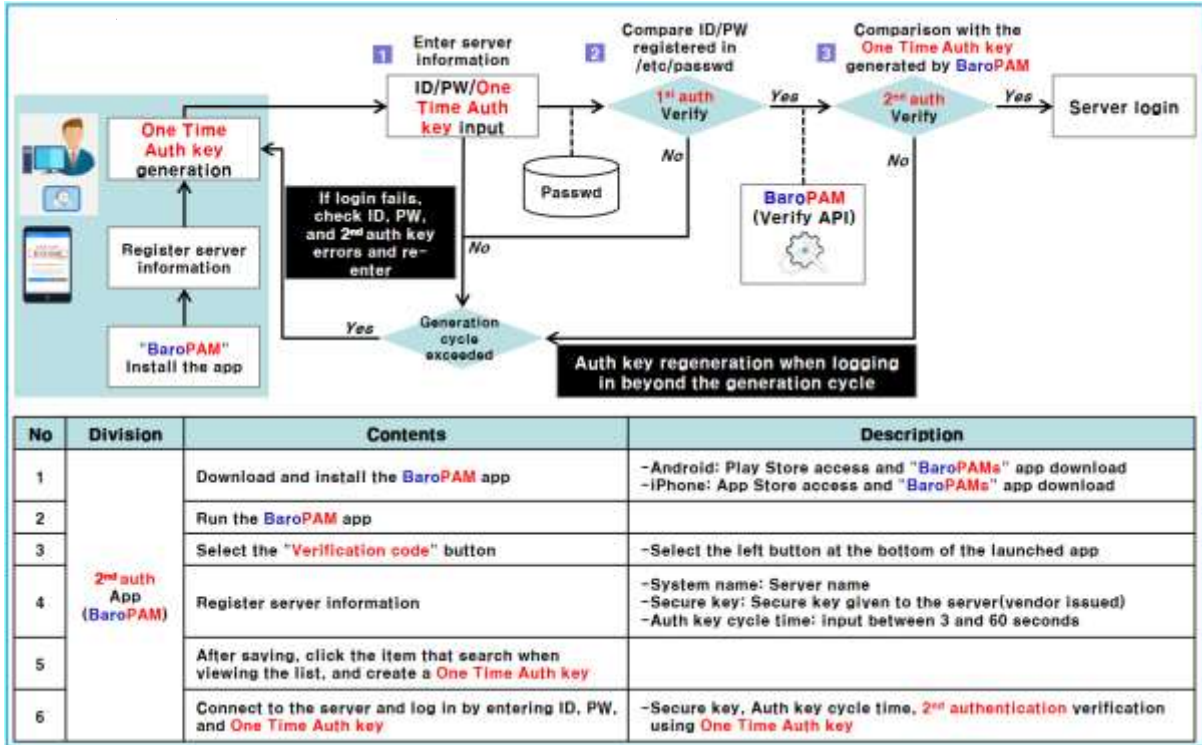 Enter server
information
1
ID/PW/One
Time Auth
key input
Compare ID/PW
registered in
/etc/passwd
2
1st auth
Verify
Yes
No
Comparison with the
One Time Auth key
generated by BaroPAM
3
2nd auth
Verify
Yes
No
Server login
One Time
Auth key
generation
Register server
information
"BaroPAM"
Install the app
If login fails,
check ID, PW,
and 2nd auth key
errors and re-
enter
Passwd
BaroPAM
(Verify API)
No
Yes
Generation
cycle
exceeded
Auth key regeneration when logging
in beyond the generation cycle
No Division Contents Description
1 Download and install the BaroPAM app -Android: Play Store access and "BaroPAMs" app download
-iPhone: App Store access and "BaroPAMs" app download
2 Run the BaroPAM app
3 Select the "Verification code" button -Select the left button at the bottom of the launched app
2nd auth
App
(BaroPAM)
4 Register server information -System name: Server name
-Secure key: Secure key given to the server(vendor issued)
-Auth key cycle time: input between 3 and 60 seconds
5 After saving, click the item that search when
viewing the list, and create a One Time Auth key
6 Connect to the server and log in by entering ID, PW, -Secure key, Auth key cycle time, 2nd authentication verification
and One Time Auth key using One Time Auth key